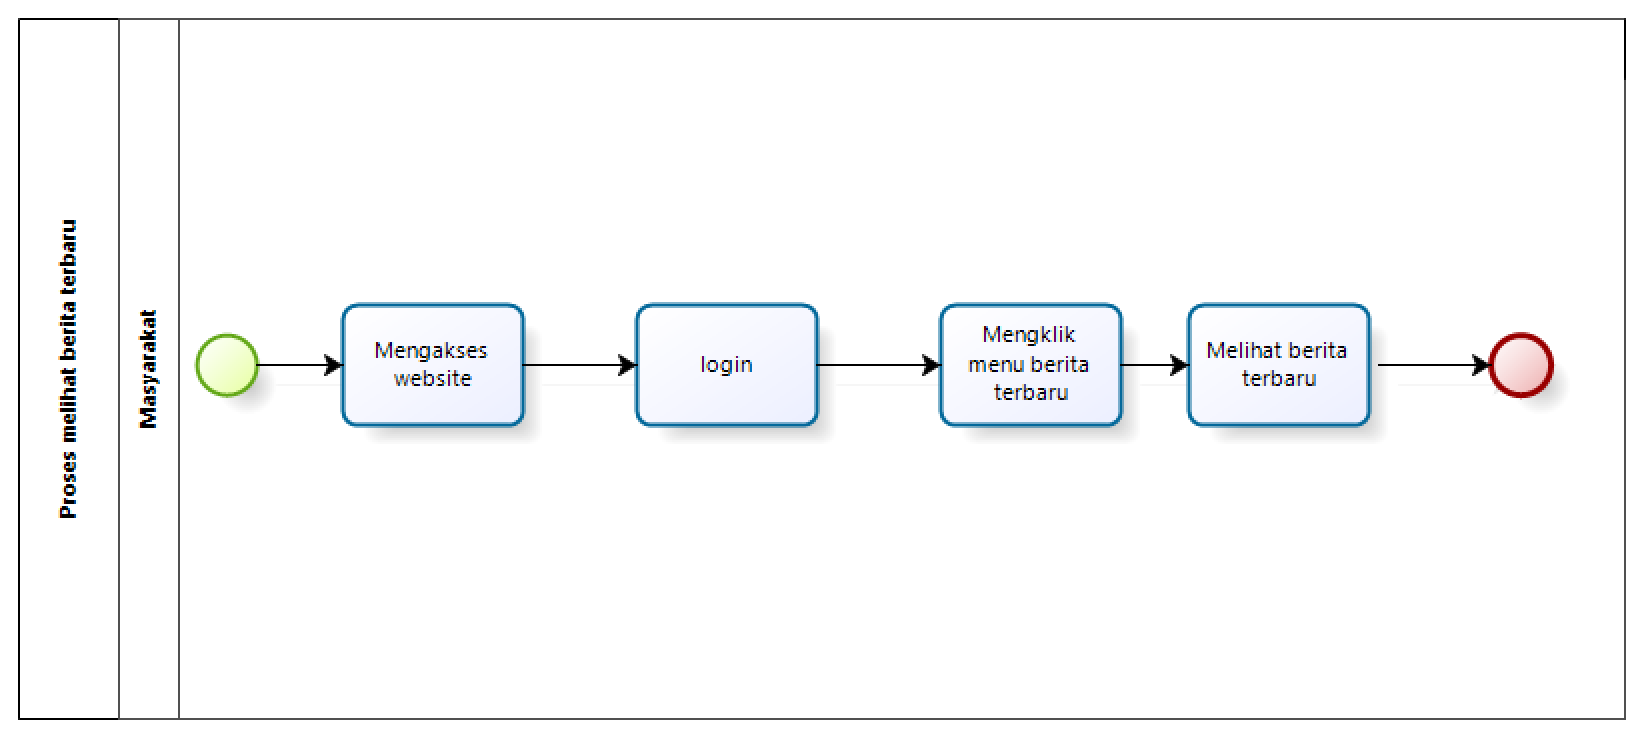 Proses melihat berita terbaru
Masyarakat
Mengakses
website
login
Mengklik
menu berita
terbaru
Melihat berita
terbaru